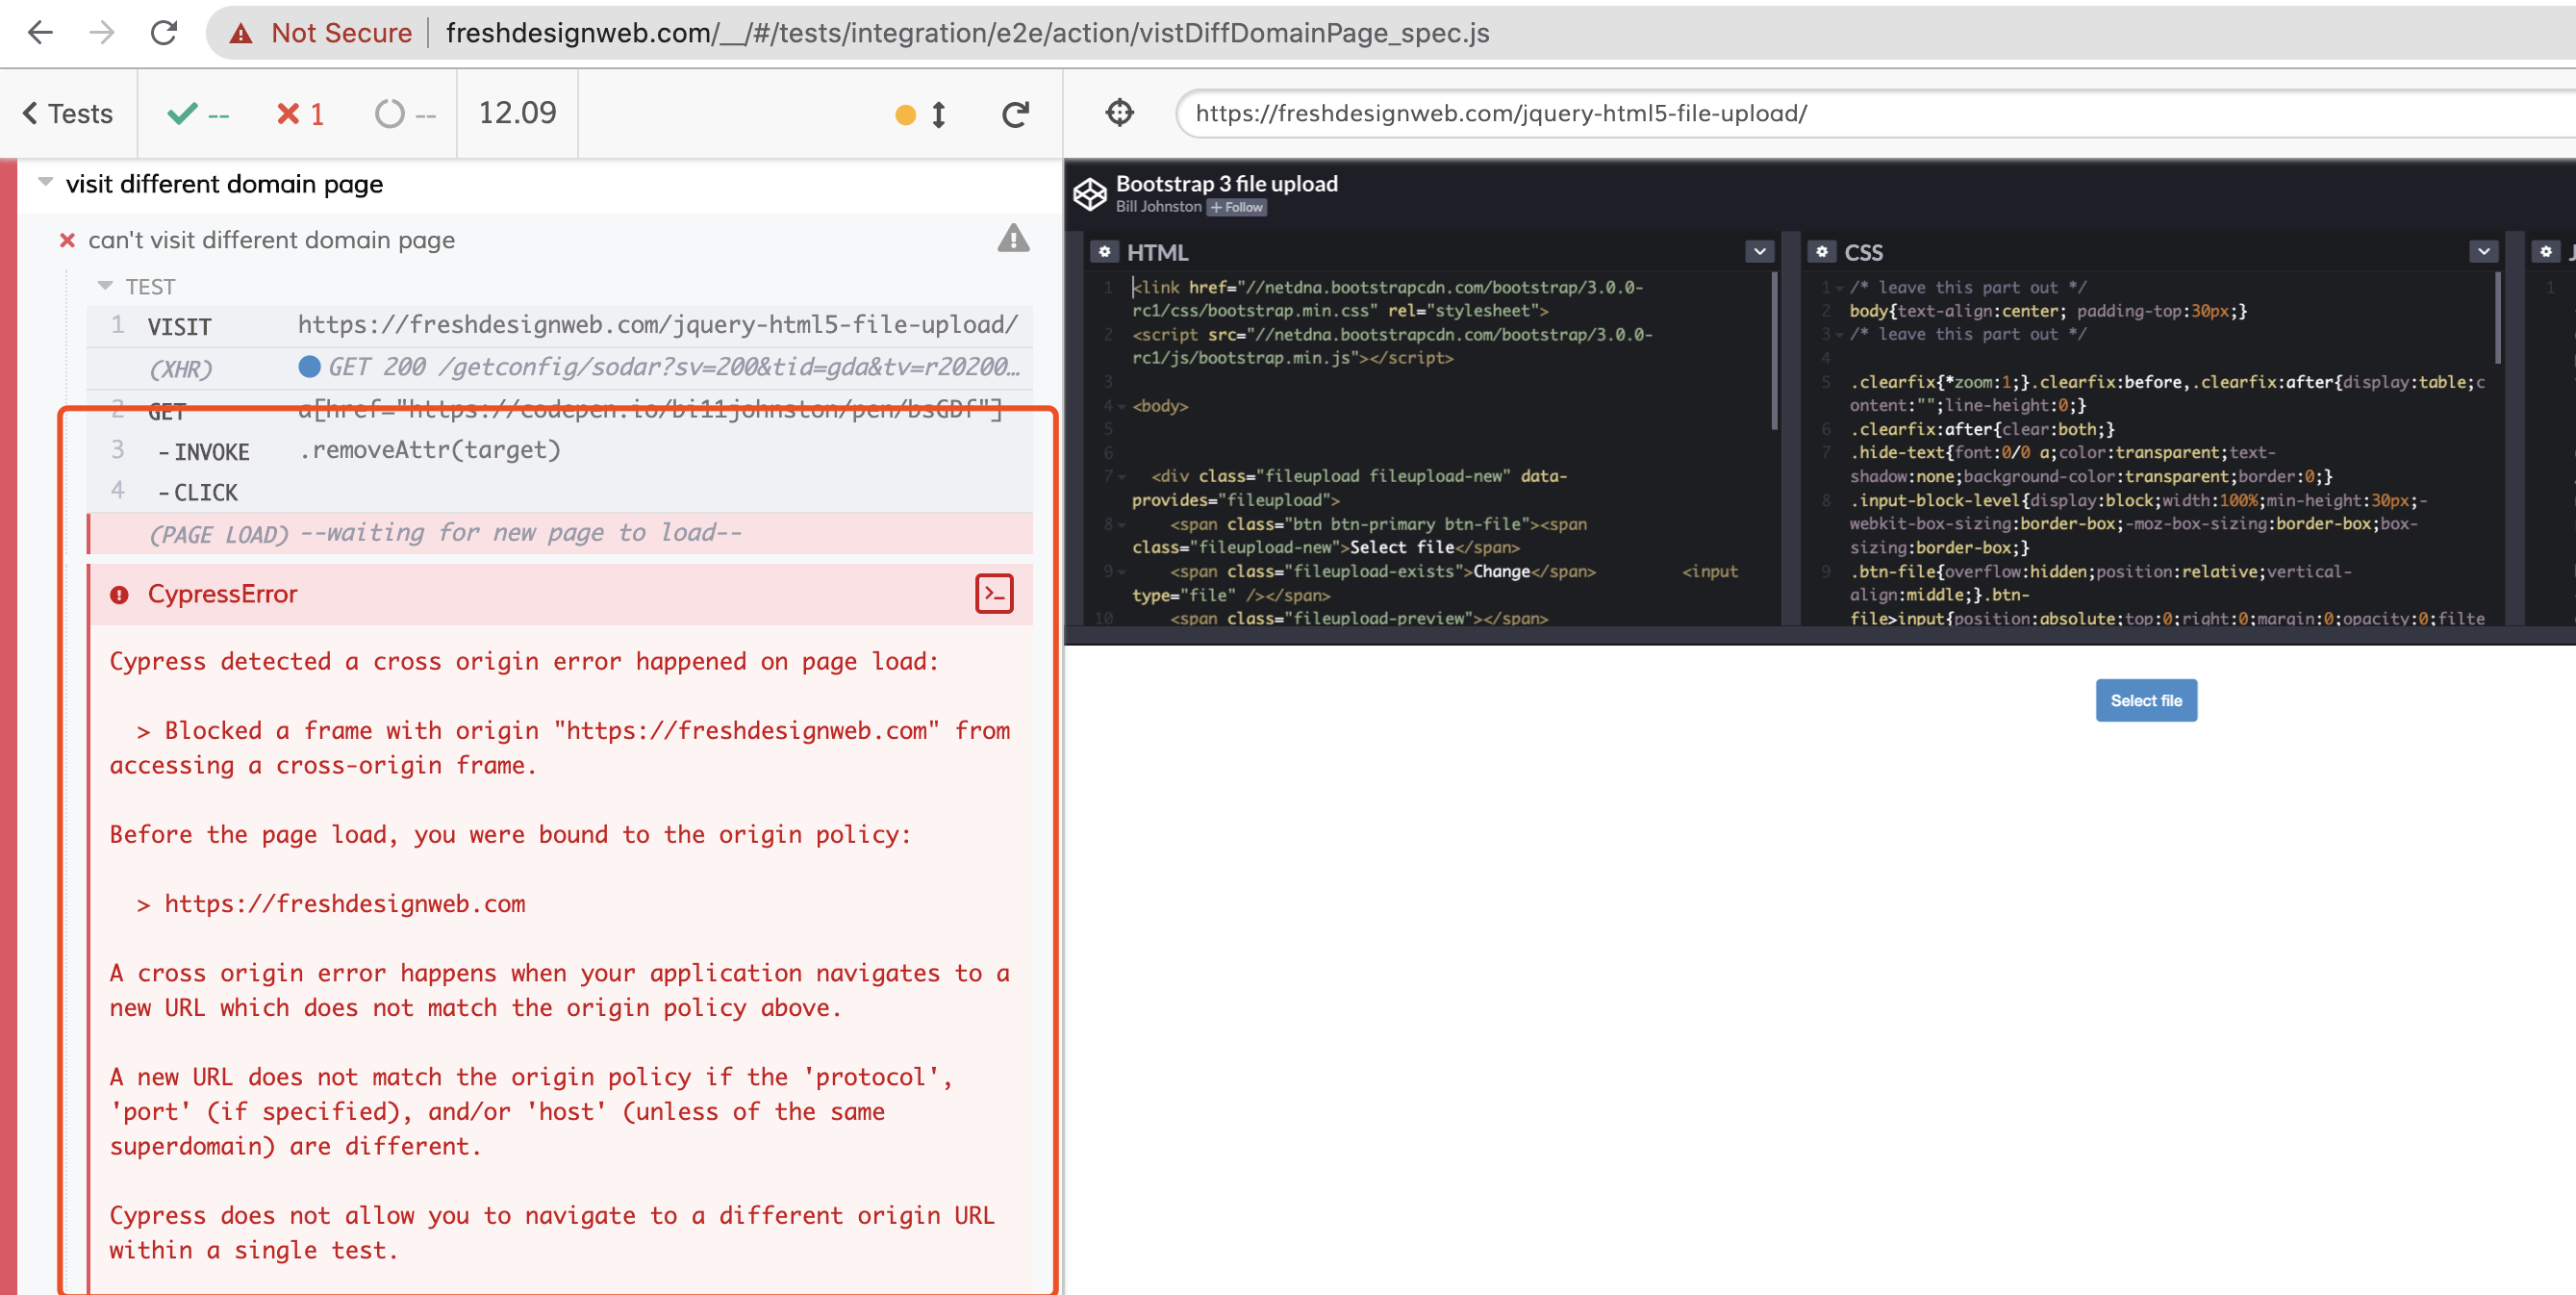 Not Secure freshdesignweb.com/__/#/tests/integration/e2e/action/vistDiffDomainPage_spec.js
Tests -- 1 -- 12.09
https://freshdesignweb.com/jquery-html5-file-upload/
visit different domain page
can't visit different domain page
TEST
1 VISIT https://freshdesignweb.com/jquery-html5-file-upload/
(XHR) GET 200 /getconfig/sodar?sv=200&tid=gda&tv=r20200…
2 GET a[href="https://codepen.io/bi11johnston/pen/bsGDf"]
3 -INVOKE .removeAttr(target)
4 -CLICK
(PAGE LOAD) --waiting for new page to load--
CypressError
Cypress detected a cross origin error happened on page load:
> Blocked a frame with origin "https://freshdesignweb.com" from
accessing a cross-origin frame.
Before the page load, you were bound to the origin policy:
> https://freshdesignweb.com
A cross origin error happens when your application navigates to a
new URL which does not match the origin policy above.
A new URL does not match the origin policy if the 'protocol',
'port' (if specified), and/or 'host' (unless of the same
superdomain) are different.
Cypress does not allow you to navigate to a different origin URL
within a single test.
Bootstrap 3 file upload
Bill Johnston + Follow
HTML
1 <link href="//netdna.bootstrapcdn.com/bootstrap/3.0.0-
rc1/css/bootstrap.min.css" rel="stylesheet">
2 <script src="//netdna.bootstrapcdn.com/bootstrap/3.0.0-
rc1/js/bootstrap.min.js"></script>
3
4 <body>
5
6
7 <div class="fileupload fileupload-new" data-
provides="fileupload">
8 <span class="btn btn-primary btn-file"><span
class="fileupload-new">Select file</span>
9 <span class="fileupload-exists">Change</span> <input
type="file" /></span>
10 <span class="fileupload-preview"></span>
CSS
1 /* leave this part out */
2 body{text-align:center; padding-top:30px;}
3 /* leave this part out */
4
5 .clearfix{*zoom:1;}.clearfix:before,.clearfix:after{display:table;c
ontent:"";line-height:0;}
6 .clearfix:after{clear:both;}
7 .hide-text{font:0/0 a;color:transparent;text-
shadow:none;background-color:transparent;border:0;}
8 .input-block-level{display:block;width:100%;min-height:30px;-
webkit-box-sizing:border-box;-moz-box-sizing:border-box;box-
sizing:border-box;}
9 .btn-file{overflow:hidden;position:relative;vertical-
align:middle;}.btn-
file>input{position:absolute;top:0;right:0;margin:0;opacity:0;filte
1
Select file